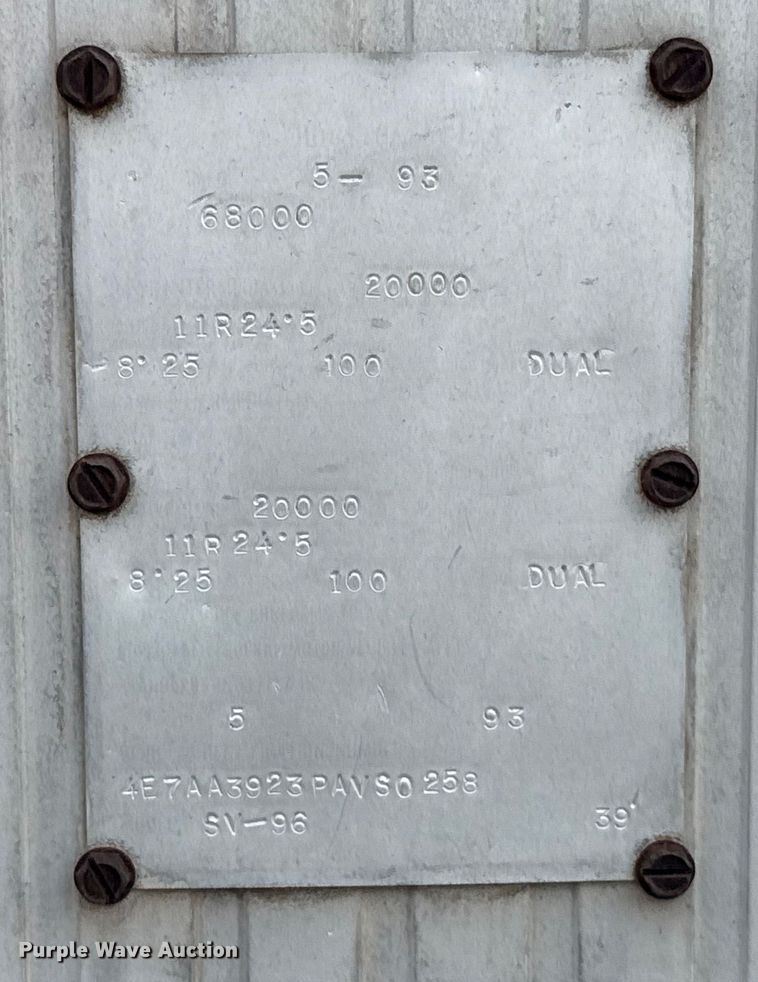 5- 93
68000
20000
11R24.5
8.25 100 DUAL
20000
11R24.5
8.25 100 DUAL
5 93
4E7AA3923PAVS0258
SV-96 39'
Purple Wave Auction